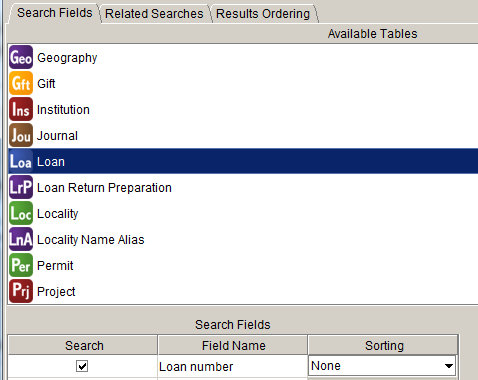 Search Fields Related Searches Results Ordering
Available Tables
Geo Geography
Gft Gift
Ins Institution
Jou Journal
Loa Loan
LrP Loan Return Preparation
Loc Locality
LnA Locality Name Alias
Per Permit
Prj Project
Search Fields
Search Field Name Sorting
Loan number None